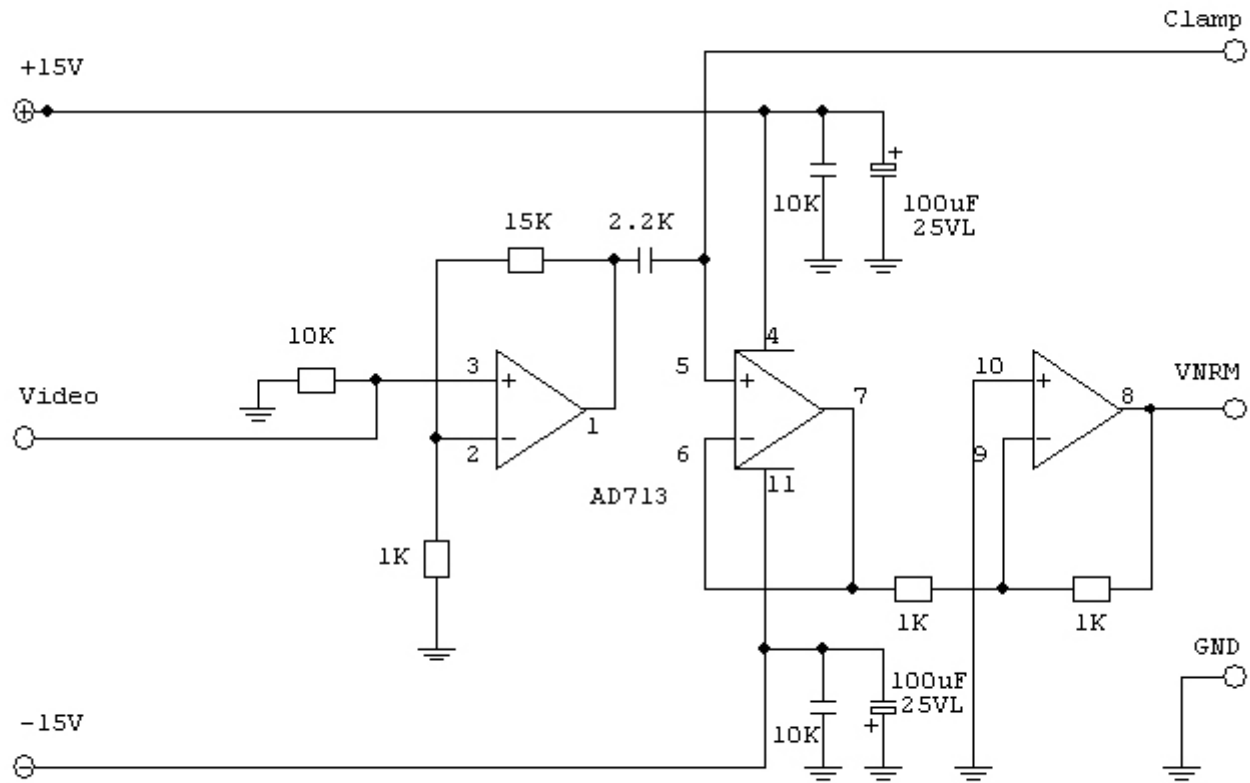 Clamp
+15V
+
10K
100uF
25VL
15K
2.2K
10K
4
3
+
5
+
7
10
+
8
VNRM
Video
1
2
6
9
11
AD713
1K
1K
1K
GND
100uF
25VL
-15V
10K
+